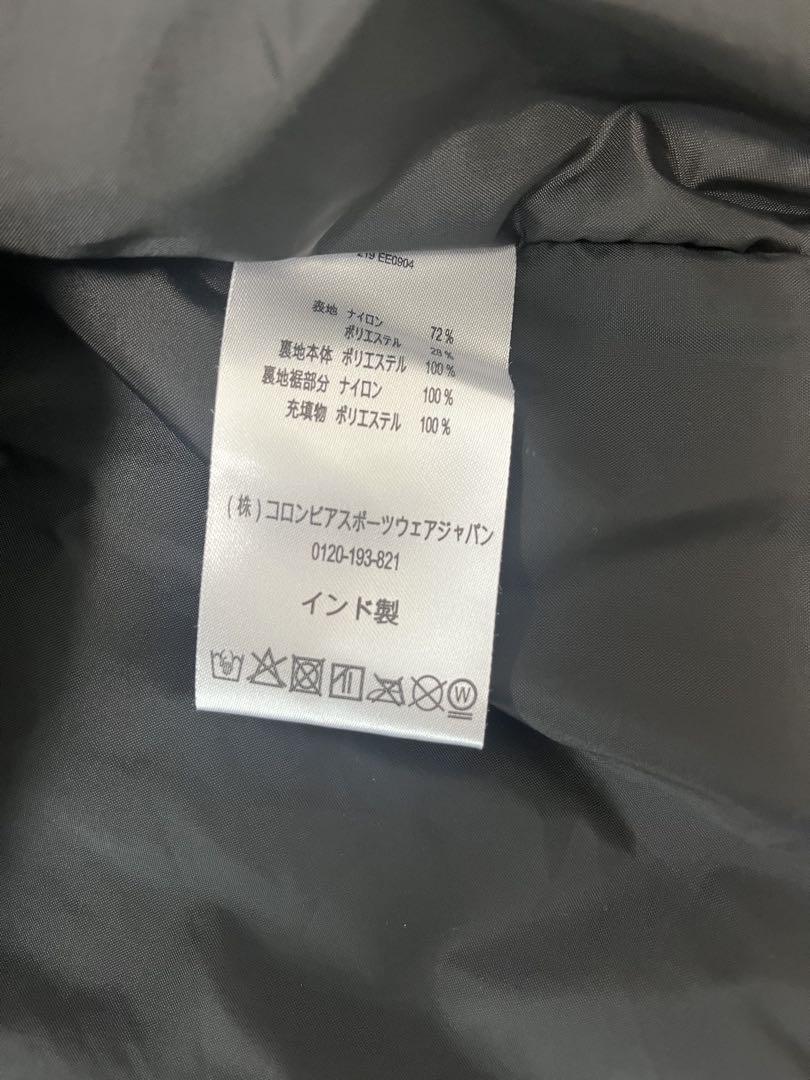 219 EE0904
表地 ナイロン 72%
ポリエステル 28%
裏地本体 ポリエステル 100%
裏地裾部分 ナイロン 100%
充填物 ポリエステル 100%
(株)コロンビアスポーツウェアジャパン
0120-193-821
インド製
W